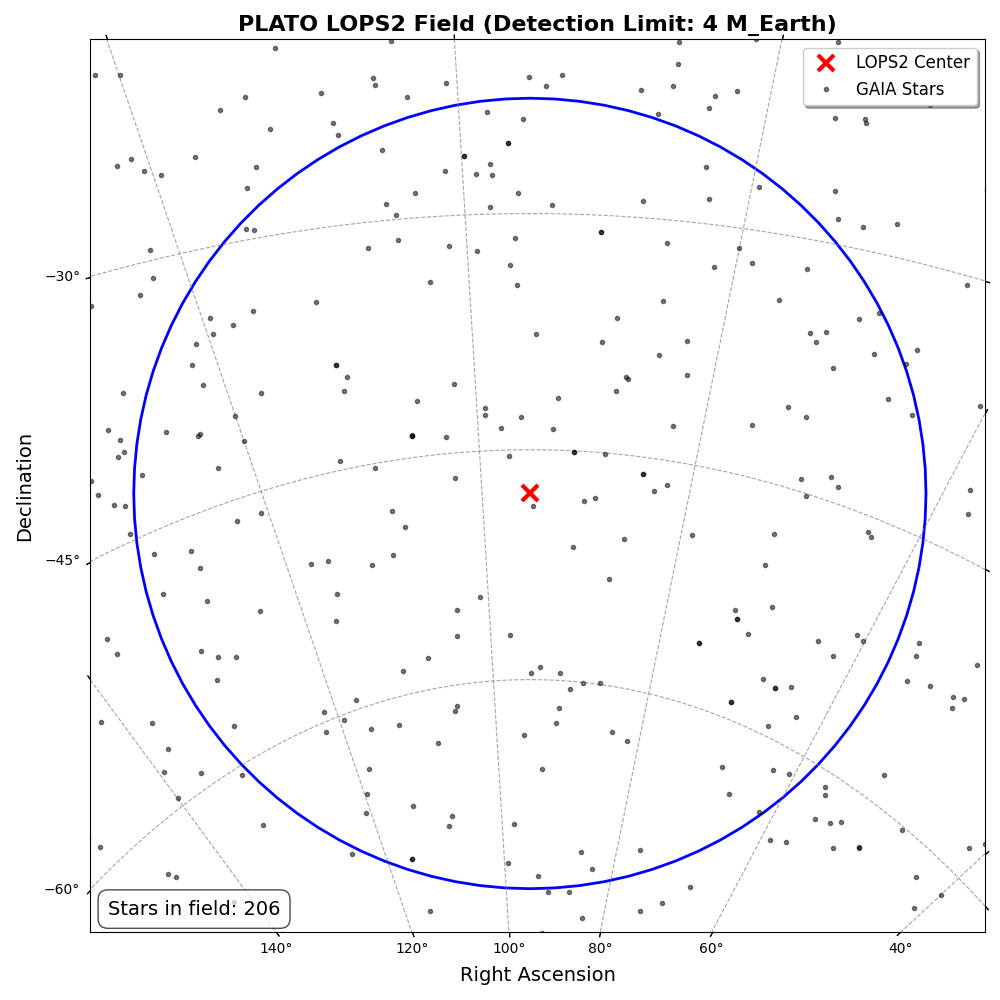 PLATO LOPS2 Field (Detection Limit: 4 M_Earth)
LOPS2 Center
GAIA Stars
Declination
−30°
−45°
−60°
Stars in field: 206
140°
120°
100°
80°
60°
40°
Right Ascension